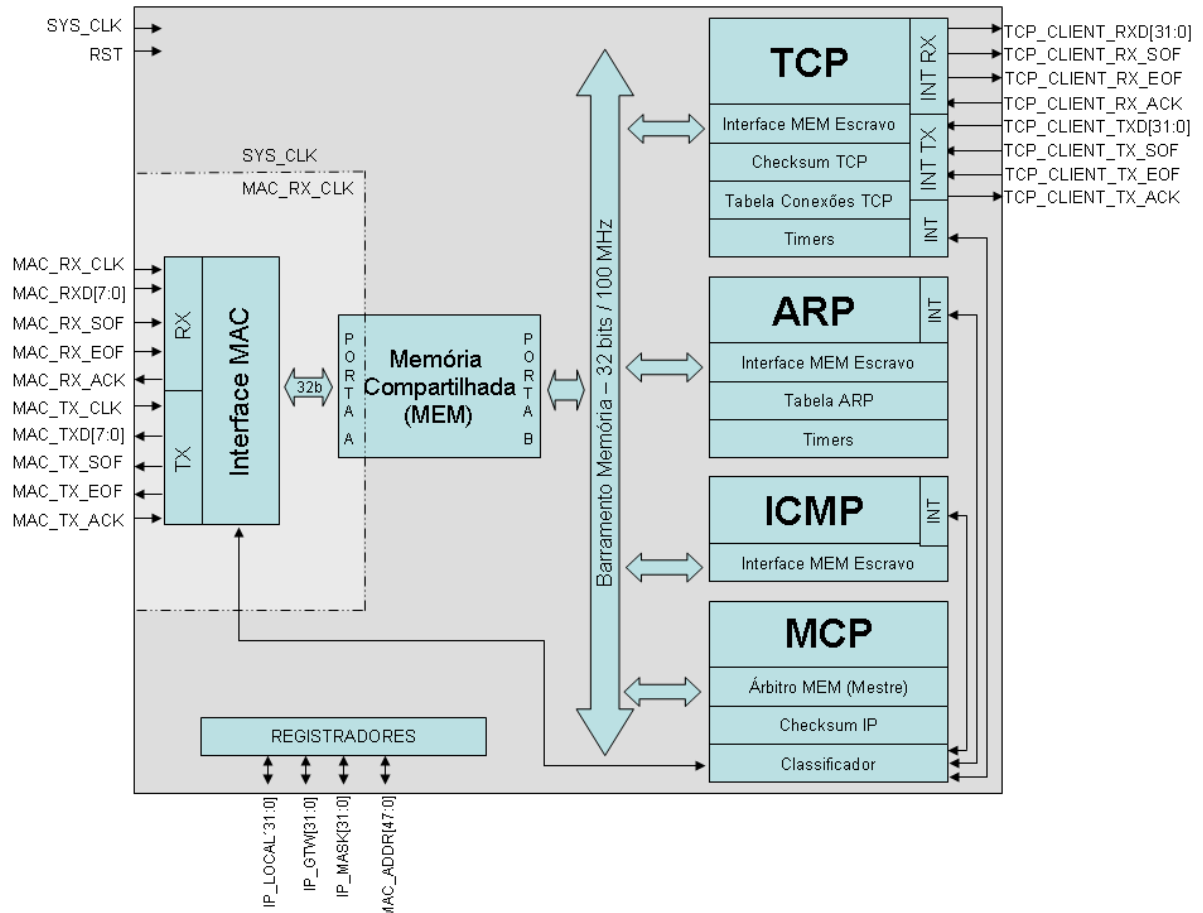 SYS_CLK
RST
SYS_CLK
MAC_RX_CLK
MAC_RX_CLK
MAC_RXD[7:0]
MAC_RX_SOF
MAC_RX_EOF
MAC_RX_ACK
MAC_TX_CLK
MAC_TXD[7:0]
MAC_TX_SOF
MAC_TX_EOF
MAC_TX_ACK
RX
TX
Interface MAC
32b
PORTA A
Memória
Compartilhada
(MEM)
PORTA B
Barramento Memória – 32 bits / 100 MHz
TCP
Interface MEM Escravo
Checksum TCP
Tabela Conexões TCP
Timers
INT RX
INT TX
INT
TCP_CLIENT_RXD[31:0]
TCP_CLIENT_RX_SOF
TCP_CLIENT_RX_EOF
TCP_CLIENT_RX_ACK
TCP_CLIENT_TXD[31:0]
TCP_CLIENT_TX_SOF
TCP_CLIENT_TX_EOF
TCP_CLIENT_TX_ACK
ARP
INT
Interface MEM Escravo
Tabela ARP
Timers
ICMP
INT
Interface MEM Escravo
MCP
Árbitro MEM (Mestre)
Checksum IP
Classificador
REGISTRADORES
IP_LOCAL[31:0]
IP_GTW[31:0]
IP_MASK[31:0]
MAC_ADDR[47:0]